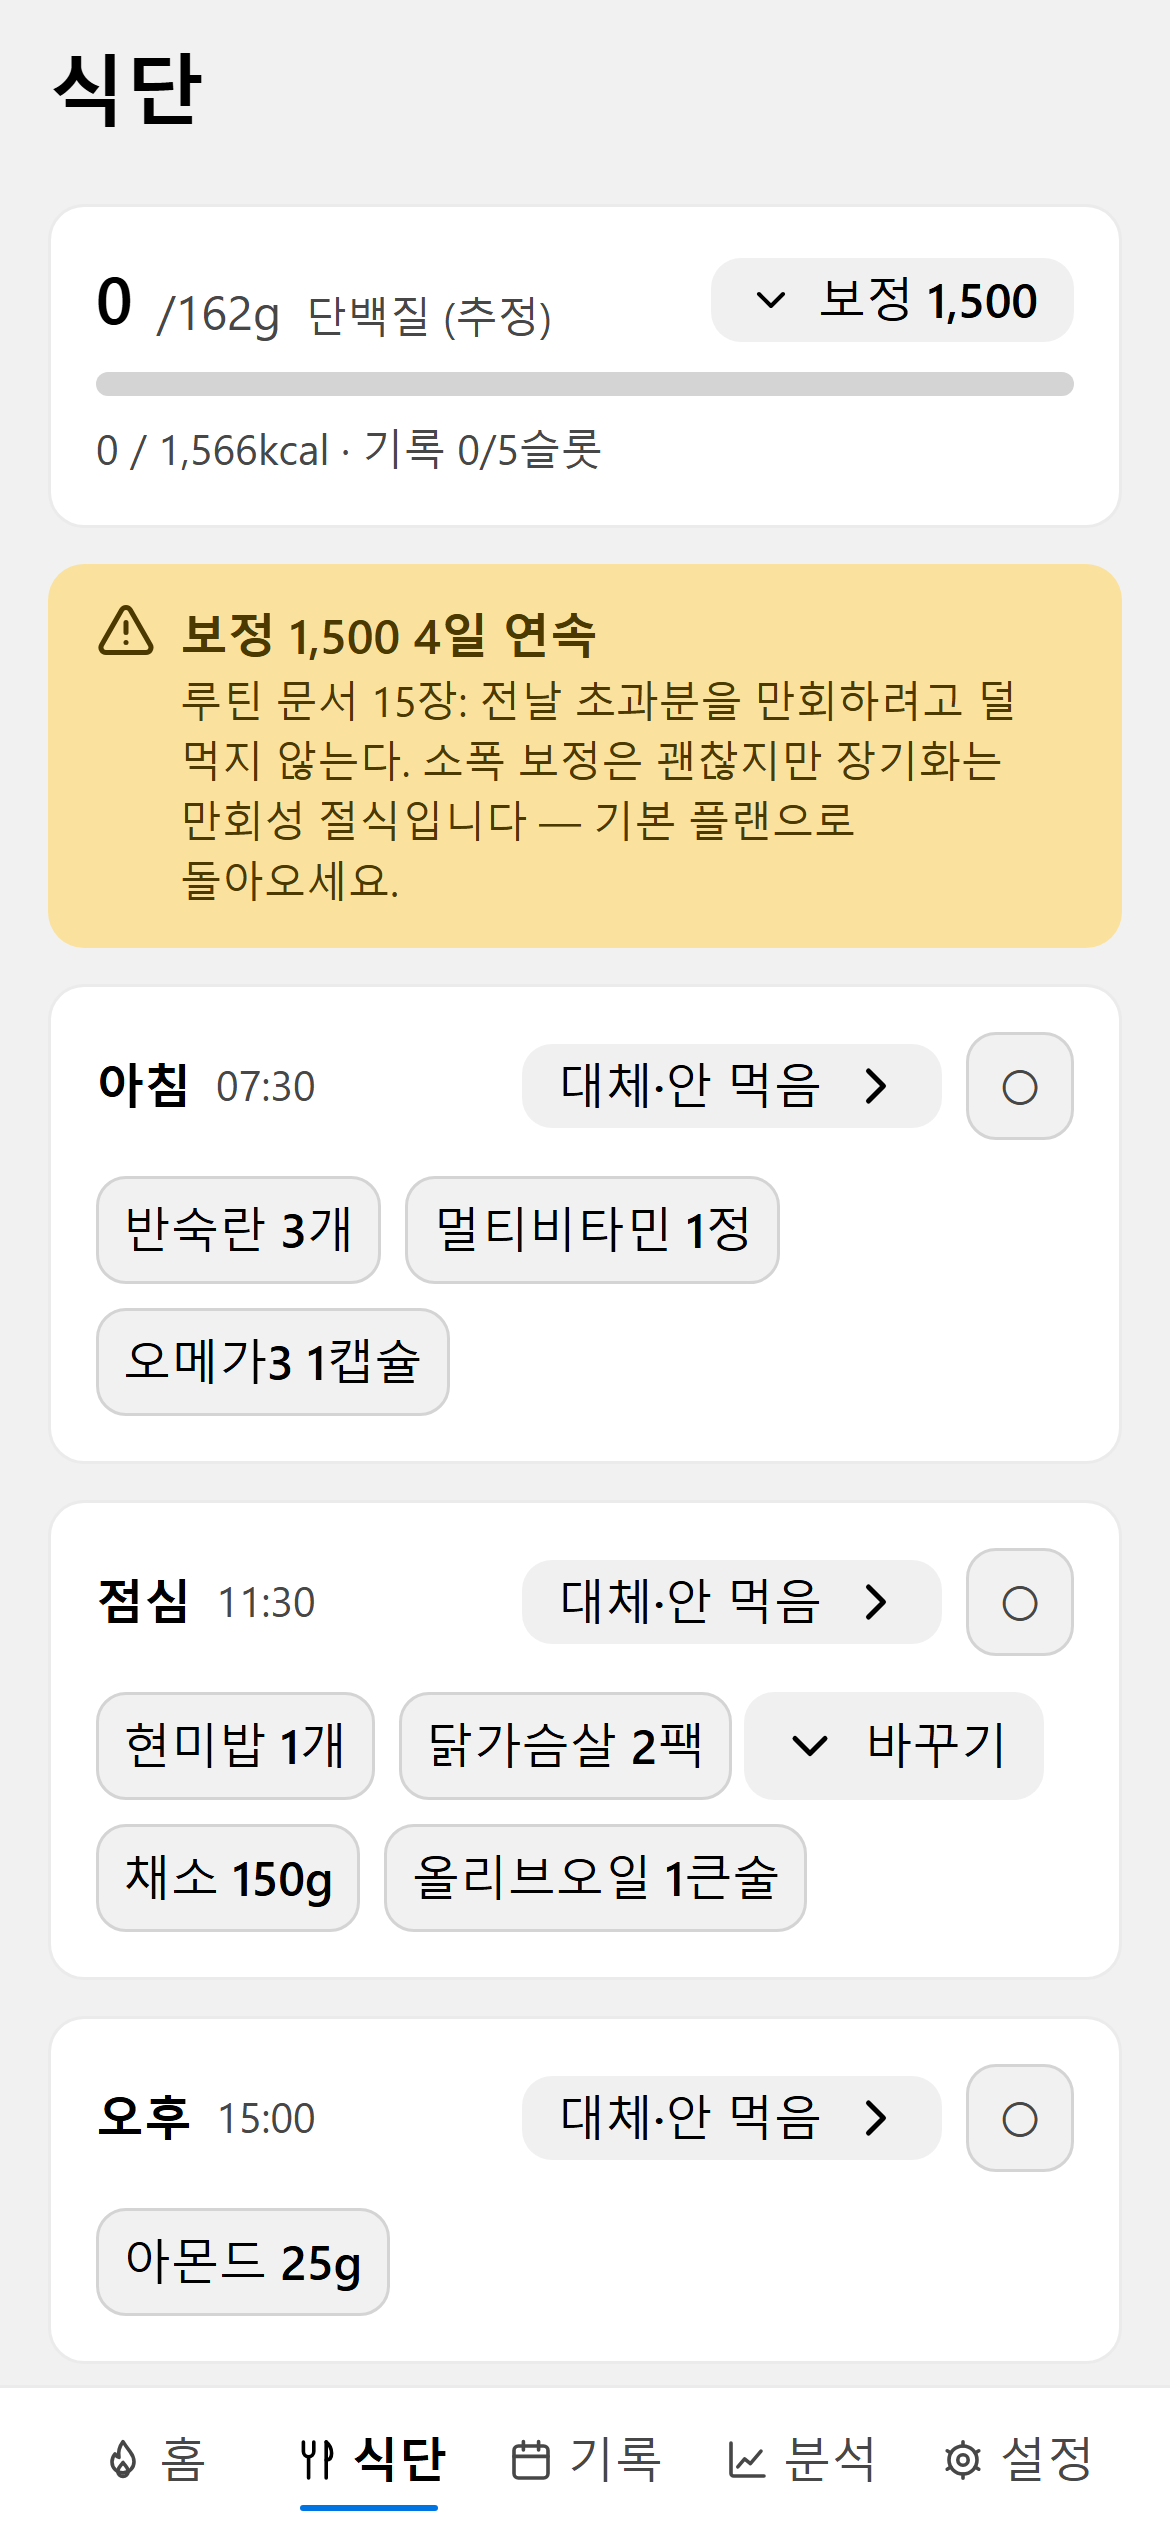 식단
0 /162g 단백질 (추정) 보정 1,500
0 / 1,566kcal · 기록 0/5슬롯
보정 1,500 4일 연속
루틴 문서 15장: 전날 초과분을 만회하려고 덜
먹지 않는다. 소폭 보정은 괜찮지만 장기화는
만회성 절식입니다 — 기본 플랜으로
돌아오세요.
아침 07:30 대체·안 먹음
반숙란 3개 멀티비타민 1정
오메가3 1캡슐
점심 11:30 대체·안 먹음
현미밥 1개 닭가슴살 2팩 바꾸기
채소 150g 올리브오일 1큰술
오후 15:00 대체·안 먹음
아몬드 25g
홈 식단 기록 분석 설정